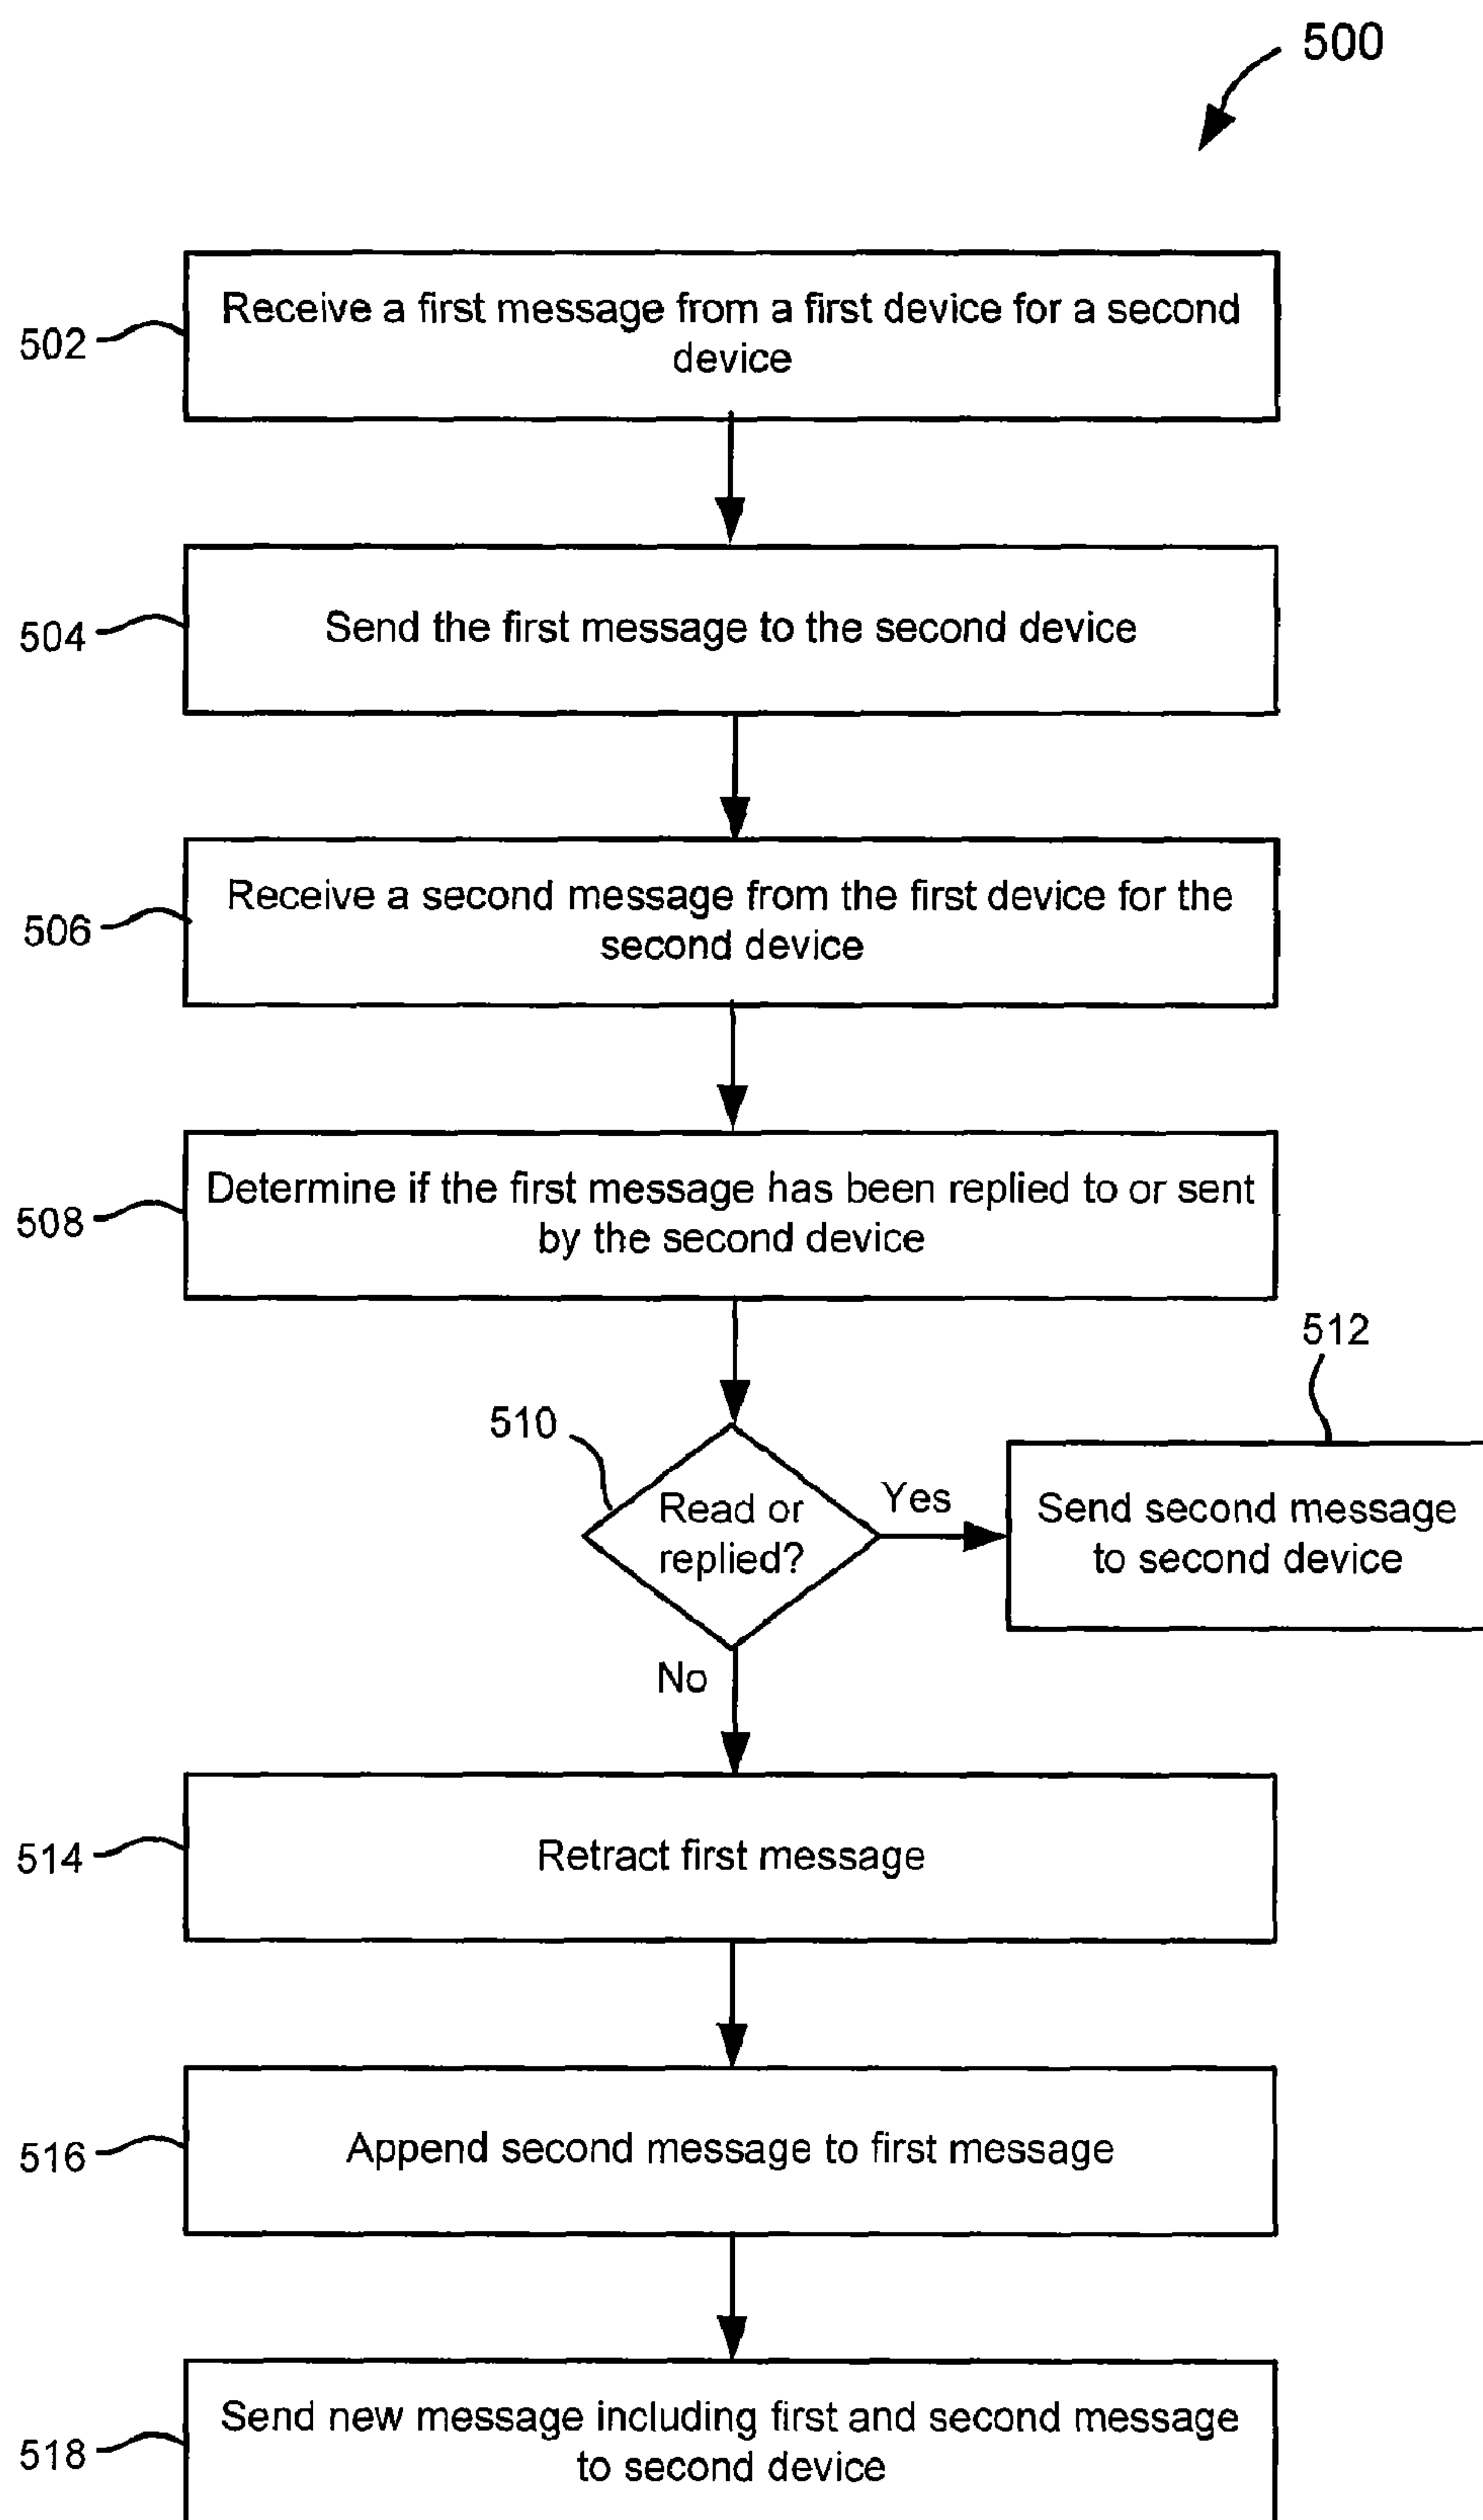 500
502
Receive a first message from a first device for a second
device
504
Send the first message to the second device
506
Receive a second message from the first device for the
second device
508
Determine if the first message has been replied to or sent
by the second device
510
Read or
replied?
Yes
512
Send second message
to second device
No
514
Retract first message
516
Append second message to first message
518
Send new message including first and second message
to second device